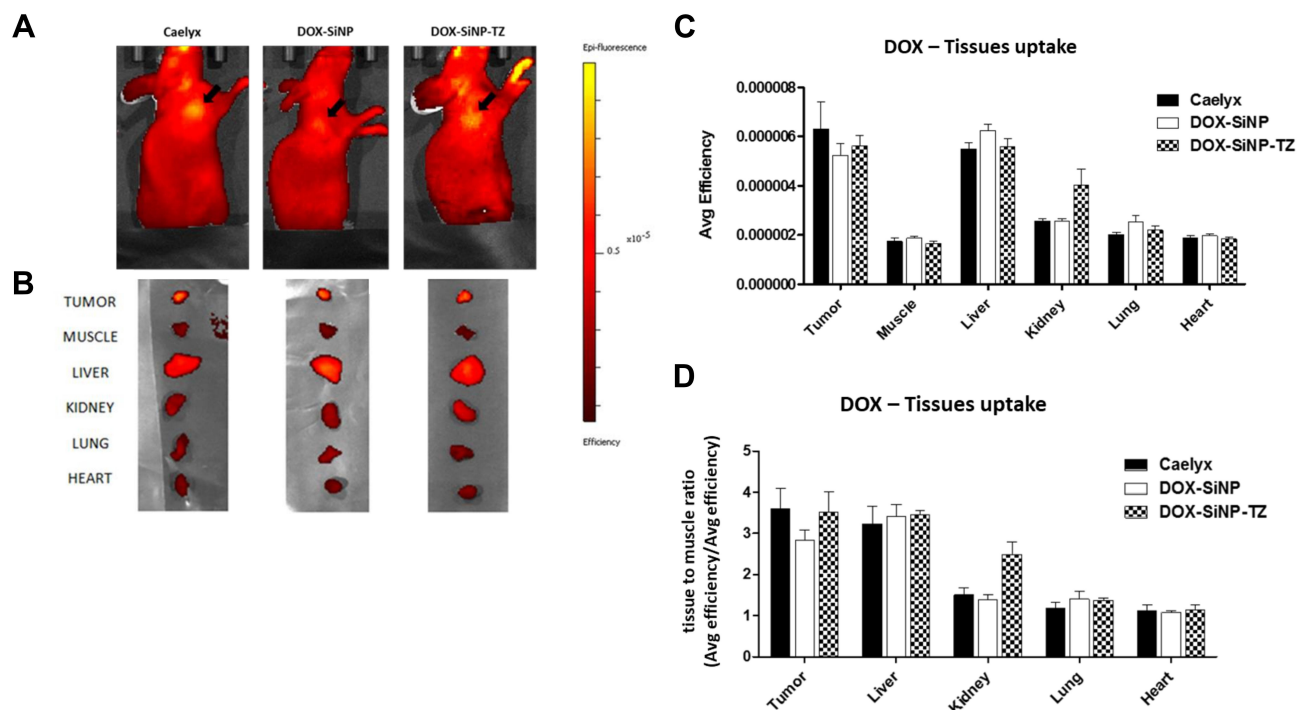 A
Caelyx
DOX-SiNP
DOX-SiNP-TZ
Epi-fluorescence
0.5
x10⁻⁵
Efficiency
B
TUMOR
MUSCLE
LIVER
KIDNEY
LUNG
HEART
C
DOX – Tissues uptake
Avg Efficiency
0.000008
0.000006
0.000004
0.000002
0.000000
Caelyx
DOX-SiNP
DOX-SiNP-TZ
Tumor
Muscle
Liver
Kidney
Lung
Heart
D
DOX – Tissues uptake
tissue to muscle ratio
(Avg efficiency/Avg efficiency)
5
4
3
2
1
0
Caelyx
DOX-SiNP
DOX-SiNP-TZ
Tumor
Liver
Kidney
Lung
Heart